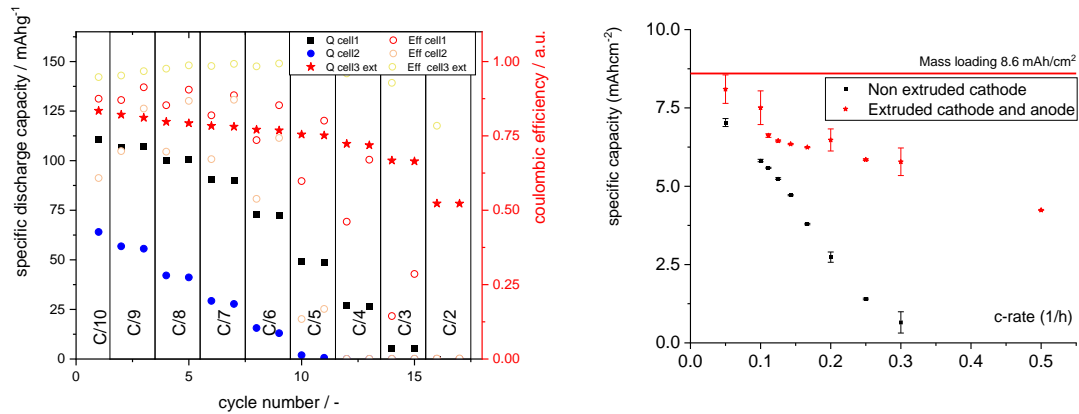 Q cell1 Eff cell1
Q cell2 Eff cell2
Q cell3 ext Eff cell3 ext
specific discharge capacity / mAhg⁻¹
150
125
100
75
50
25
0
C/10
C/9
C/8
C/7
C/6
C/5
C/4
C/3
C/2
0 5 10 15
cycle number / -
1.00
0.75
0.50
0.25
0.00
coulombic efficiency / a.u.
specific capacity (mAhcm⁻²)
10.0
7.5
5.0
2.5
0.0
Mass loading 8.6 mAh/cm²
Non extruded cathode
Extruded cathode and anode
c-rate (1/h)
0.0 0.1 0.2 0.3 0.4 0.5